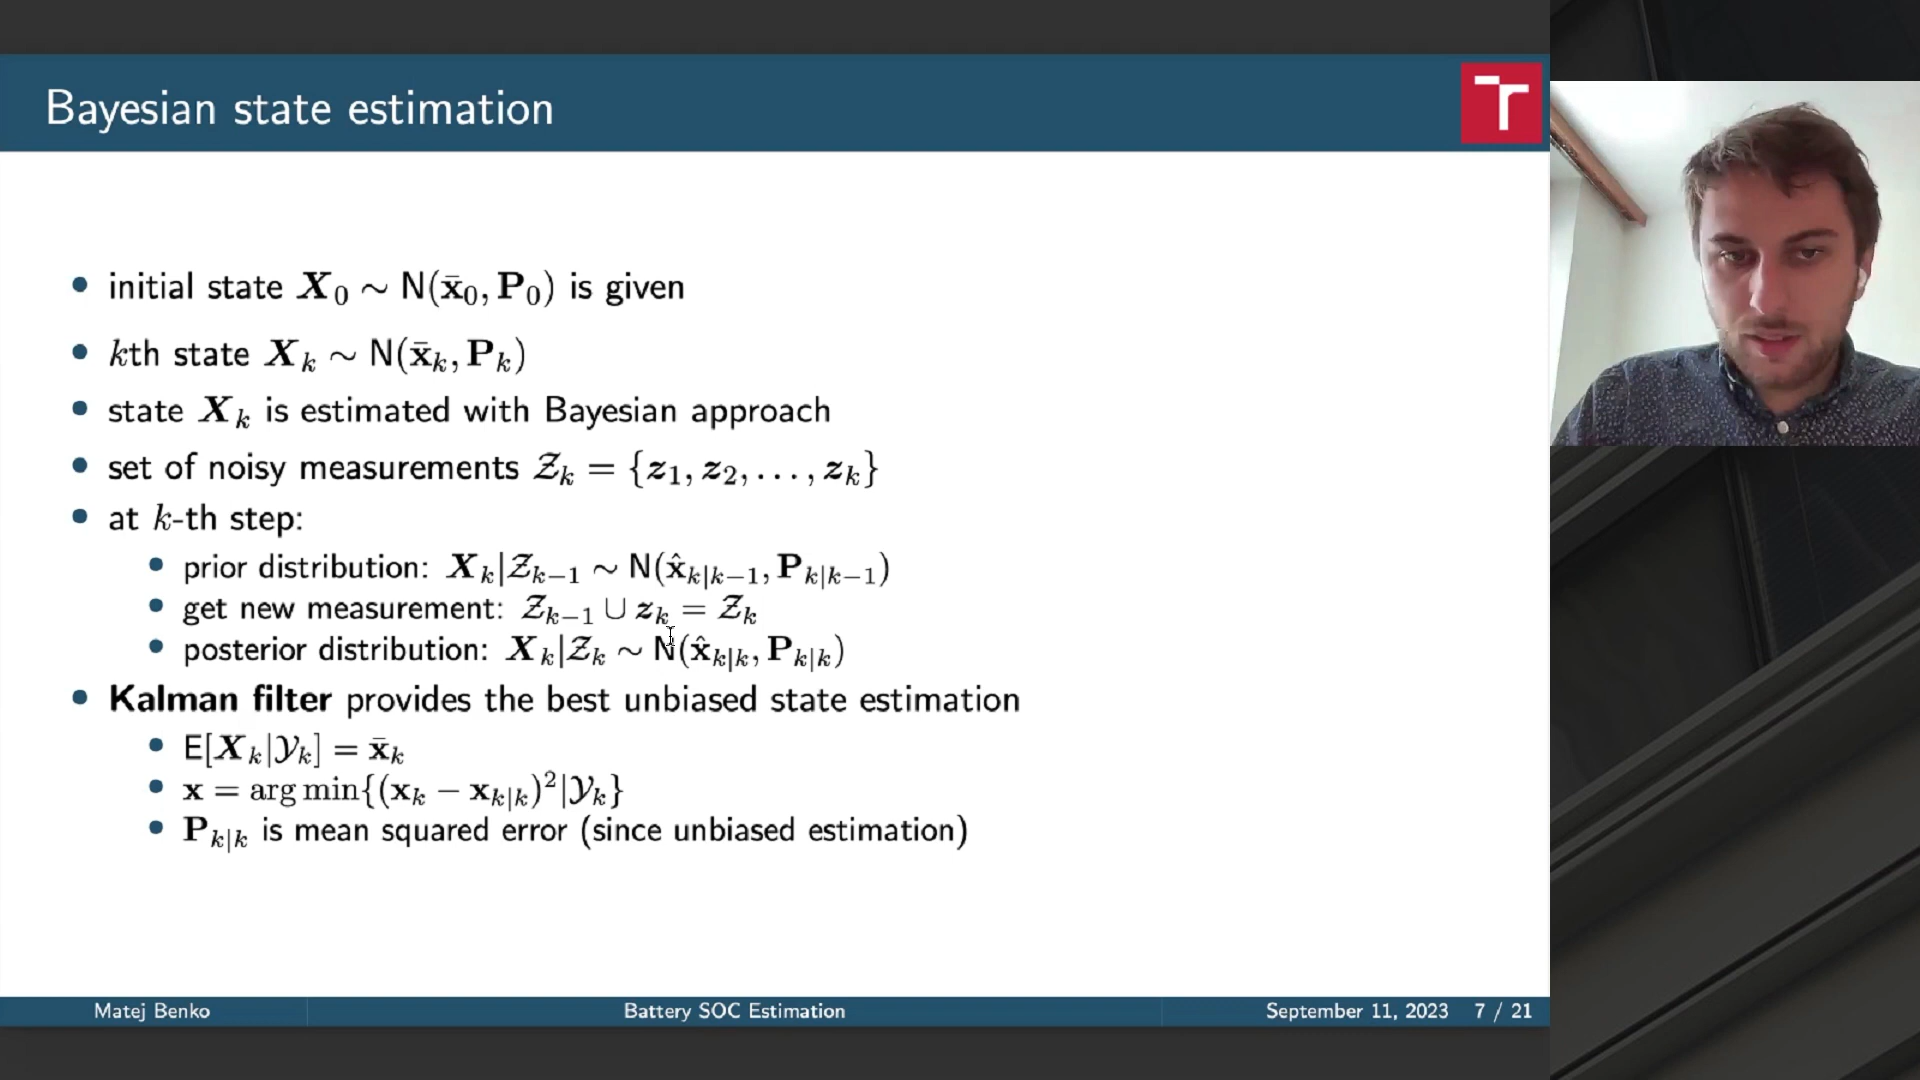 Bayesian state estimation
• initial state 𝑿₀ ∼ N(x̄₀, P₀) is given
• kth state 𝑿ₖ ∼ N(x̄ₖ, Pₖ)
• state 𝑿ₖ is estimated with Bayesian approach
• set of noisy measurements 𝒵ₖ = {z₁, z₂, . . . , zₖ}
• at k-th step:
• prior distribution: 𝑿ₖ|𝒵ₖ₋₁ ∼ N(x̂ₖ|ₖ₋₁, Pₖ|ₖ₋₁)
• get new measurement: 𝒵ₖ₋₁ ∪ zₖ = 𝒵ₖ
• posterior distribution: 𝑿ₖ|𝒵ₖ ∼ N(x̂ₖ|ₖ, Pₖ|ₖ)
• Kalman filter provides the best unbiased state estimation
• E[𝑿ₖ|𝒴ₖ] = x̄ₖ
• x = arg min{(xₖ − xₖ|ₖ)²|𝒴ₖ}
• Pₖ|ₖ is mean squared error (since unbiased estimation)
Matej Benko
Battery SOC Estimation
September 11, 2023 7 / 21